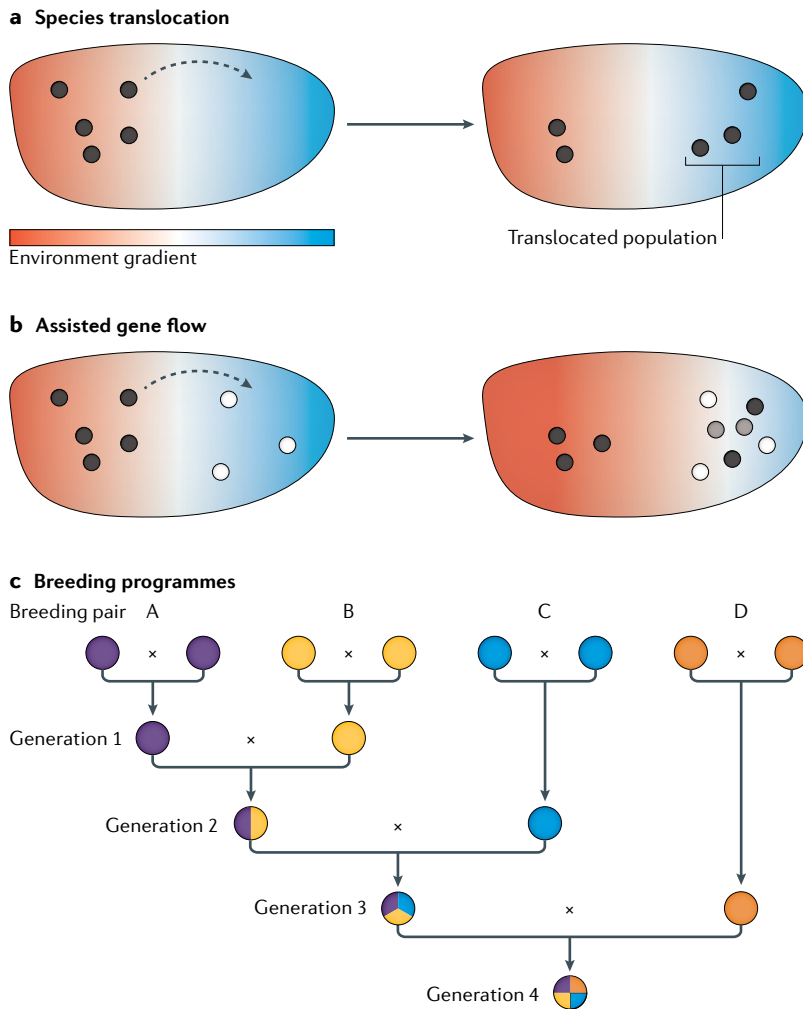 a Species translocation
Environment gradient
Translocated population
b Assisted gene flow
c Breeding programmes
Breeding pair A B C D
× × × ×
Generation 1 ×
Generation 2 ×
Generation 3 ×
Generation 4